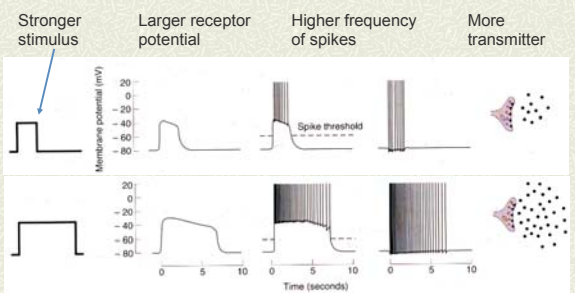 Stronger
stimulus
Larger receptor
potential
Higher frequency
of spikes
More
transmitter
Membrane potential (mV)
20
0
– 20
– 40
– 60
– 80
Spike threshold
20
0
– 20
– 40
– 60
– 80
0 5 10
0 5 10
0 5 10
Time (seconds)